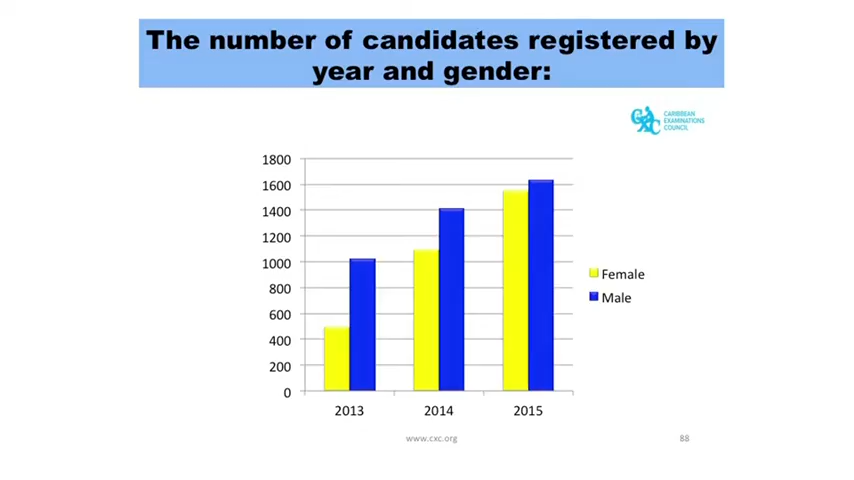 The number of candidates registered by
year and gender:
CXC
CARIBBEAN
EXAMINATIONS
COUNCIL
1800
1600
1400
1200
1000
800
600
400
200
0
Female
Male
2013 2014 2015
www.cxc.org 88